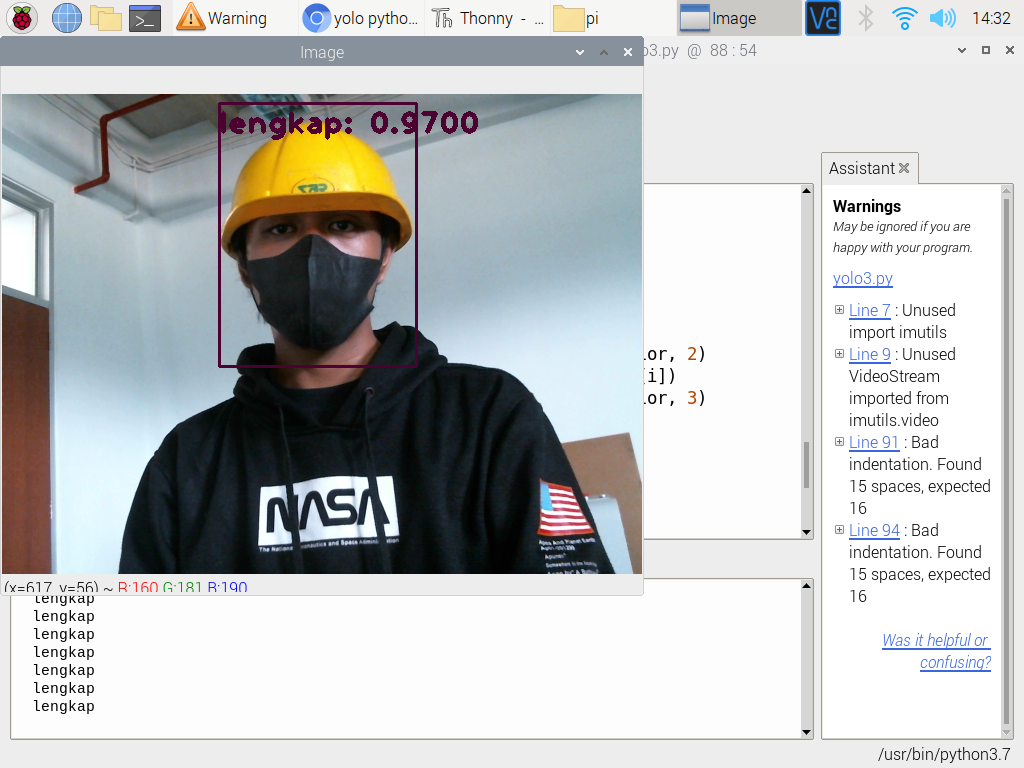 Warning
yolo pytho...
Thonny - ...
pi
Image
VNC
14:32
Image
o3.py @ 88 : 54
lengkap: 0.9700
NASA
Assistant
Warnings
May be ignored if you are
happy with your program.
yolo3.py
Line 7 : Unused
import imutils
Line 9 : Unused
VideoStream
imported from
imutils.video
Line 91 : Bad
indentation. Found
15 spaces, expected
16
Line 94 : Bad
indentation. Found
15 spaces, expected
16
Was it helpful or
confusing?
lor, 2)
[i])
lor, 3)
(x=617, y=56) ~ R:160 G:181 B:190
lengkap
lengkap
lengkap
lengkap
lengkap
lengkap
lengkap
/usr/bin/python3.7